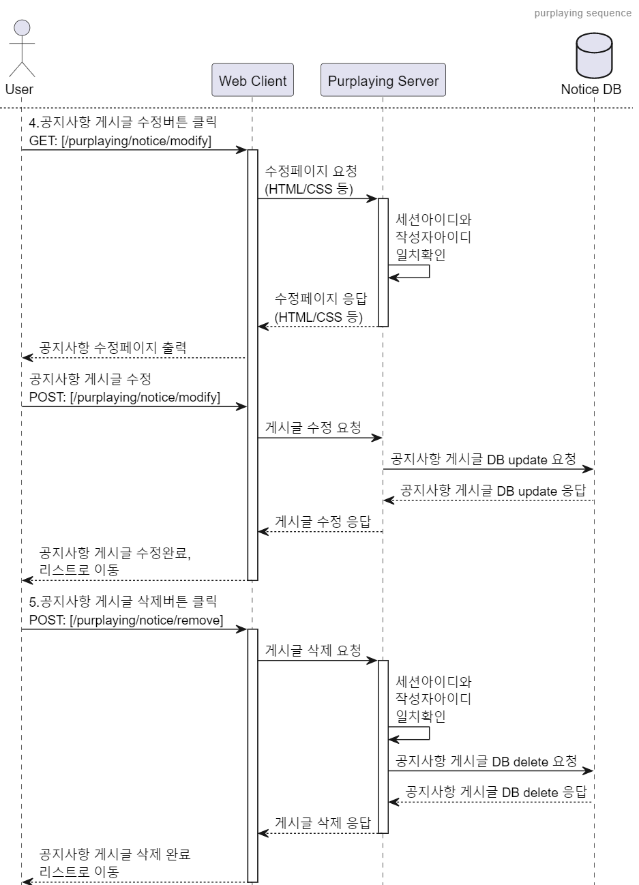 purplaying sequence
User
Web Client
Purplaying Server
Notice DB
4.공지사항 게시글 수정버튼 클릭
GET: [/purplaying/notice/modify]
수정페이지 요청
(HTML/CSS 등)
세션아이디와
작성자아이디
일치확인
수정페이지 응답
(HTML/CSS 등)
공지사항 수정페이지 출력
공지사항 게시글 수정
POST: [/purplaying/notice/modify]
게시글 수정 요청
공지사항 게시글 DB update 요청
공지사항 게시글 DB update 응답
게시글 수정 응답
공지사항 게시글 수정완료,
리스트로 이동
5.공지사항 게시글 삭제버튼 클릭
POST: [/purplaying/notice/remove]
게시글 삭제 요청
세션아이디와
작성자아이디
일치확인
공지사항 게시글 DB delete 요청
공지사항 게시글 DB delete 응답
게시글 삭제 응답
공지사항 게시글 삭제 완료
리스트로 이동